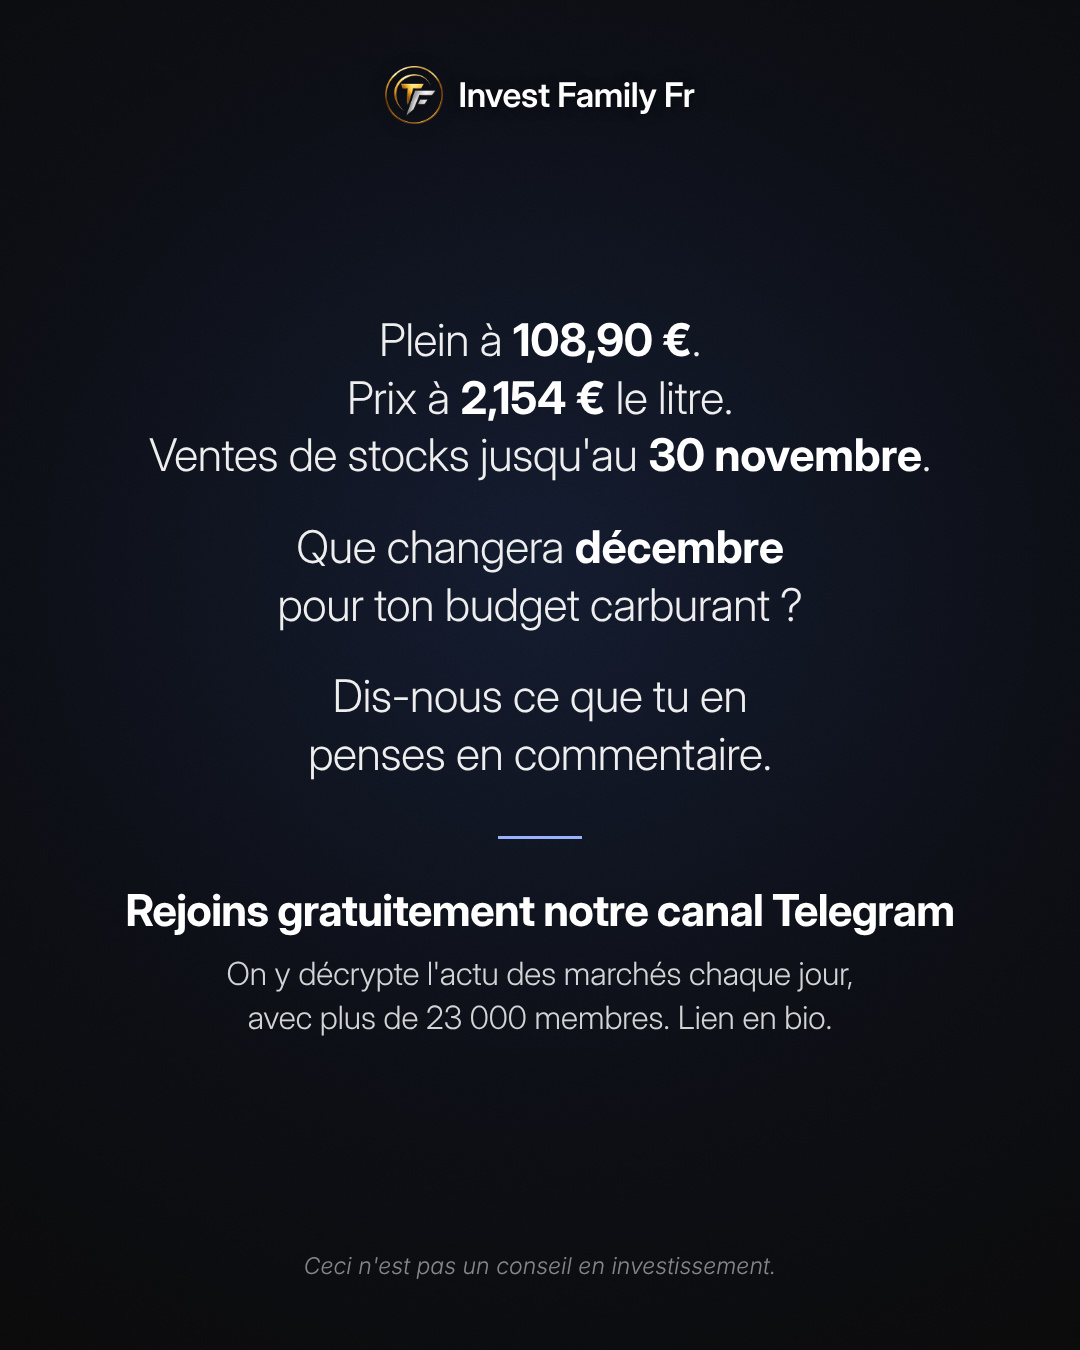 TF Invest Family Fr
Plein à 108,90 €.
Prix à 2,154 € le litre.
Ventes de stocks jusqu'au 30 novembre.
Que changera décembre
pour ton budget carburant ?
Dis-nous ce que tu en
penses en commentaire.
Rejoins gratuitement notre canal Telegram
On y décrypte l'actu des marchés chaque jour,
avec plus de 23 000 membres. Lien en bio.
Ceci n'est pas un conseil en investissement.